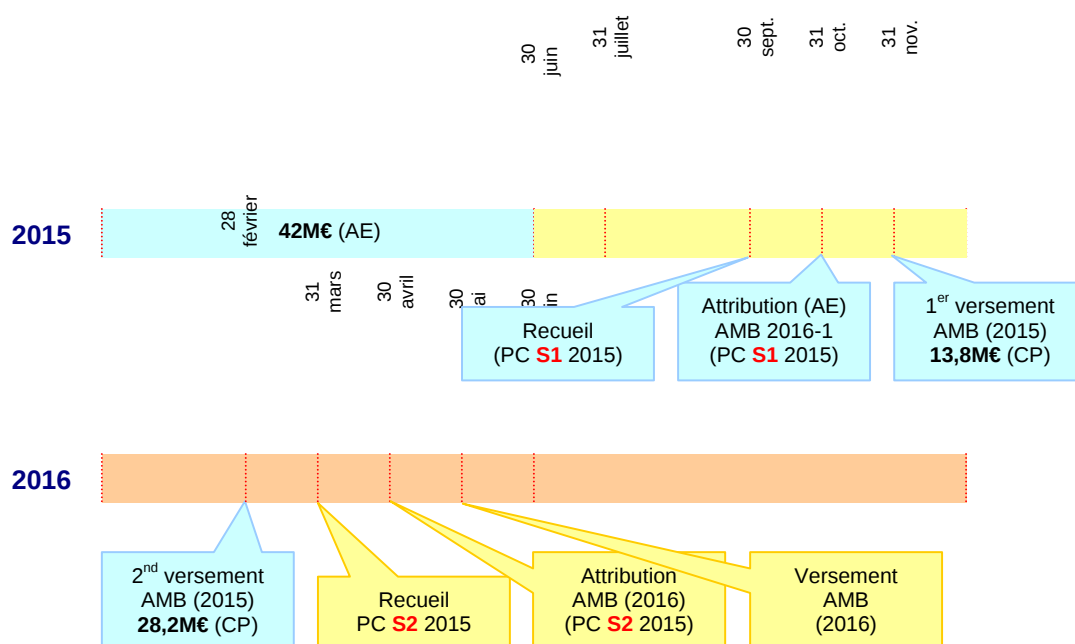 30
juin
31
juillet
30
sept.
31
oct.
31
nov.
2015
28
février
42M€ (AE)
31
mars
30
avril
30
ai
30
in
Recueil
(PC S1 2015)
Attribution (AE)
AMB 2016-1
(PC S1 2015)
1er versement
AMB (2015)
13,8M€ (CP)
2016
2nd versement
AMB (2015)
28,2M€ (CP)
Recueil
PC S2 2015
Attribution
AMB (2016)
(PC S2 2015)
Versement
AMB
(2016)